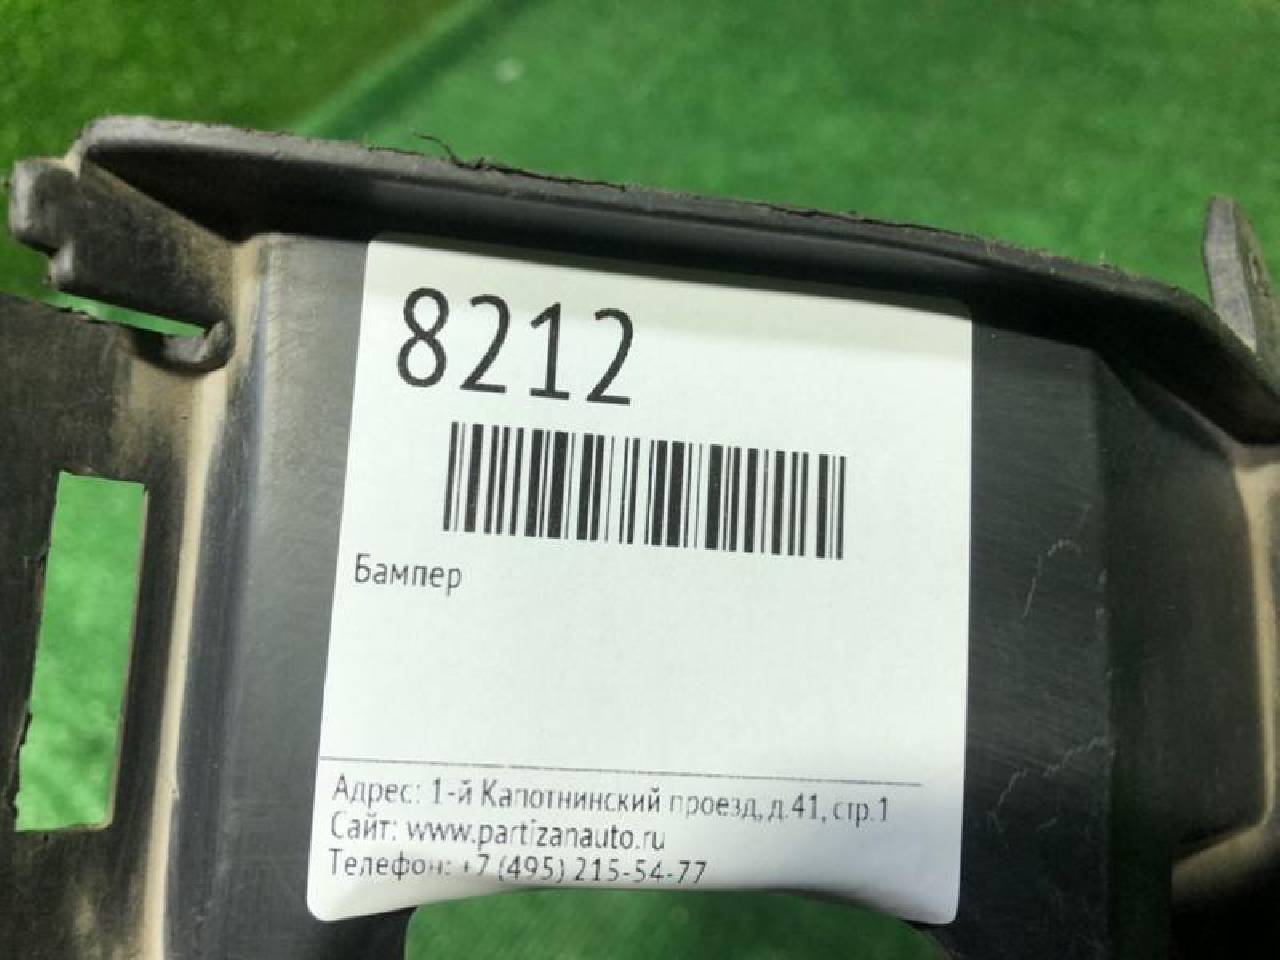 8212
Бампер
Адрес: 1-й Капотнинский проезд, д.41, стр.1
Сайт: www.partizanauto.ru
Телефон: +7 (495) 215-54-77